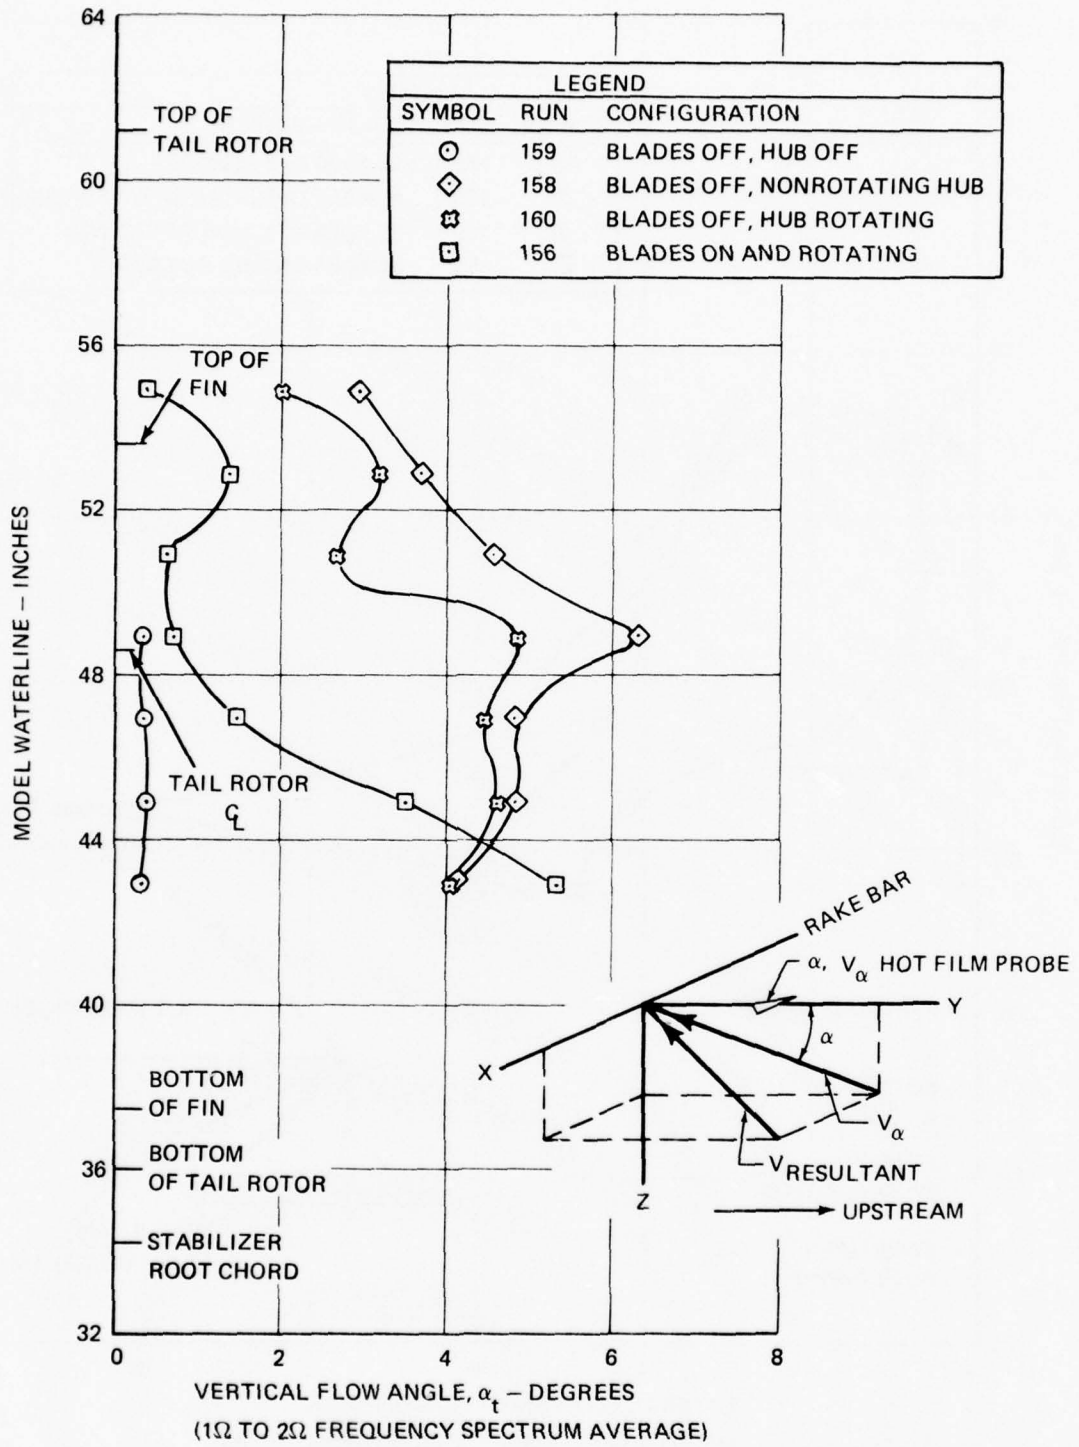 64
LEGEND
SYMBOL RUN CONFIGURATION
159 BLADES OFF, HUB OFF
158 BLADES OFF, NONROTATING HUB
160 BLADES OFF, HUB ROTATING
156 BLADES ON AND ROTATING
TOP OF
TAIL ROTOR
60
56
TOP OF
FIN
52
MODEL WATERLINE – INCHES
48
TAIL ROTOR
℄
44
RAKE BAR
α, Vα HOT FILM PROBE
40
Y
α
X
BOTTOM
OF FIN
Vα
BOTTOM
36
OF TAIL ROTOR
VRESULTANT
Z
UPSTREAM
STABILIZER
ROOT CHORD
32
0 2 4 6 8
VERTICAL FLOW ANGLE, αt – DEGREES
(1Ω TO 2Ω FREQUENCY SPECTRUM AVERAGE)